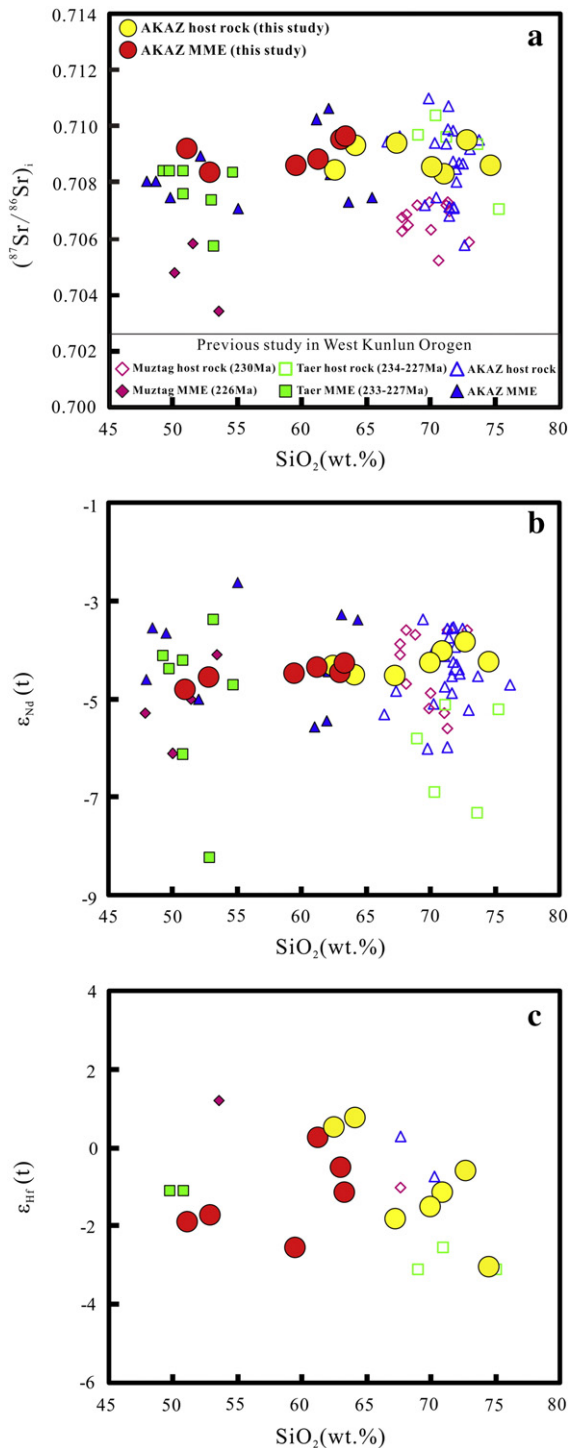 0.714
0.712
0.710
0.708
0.706
0.704
0.702
0.700
(⁸⁷Sr/⁸⁶Sr)ᵢ
AKAZ host rock (this study)
AKAZ MME (this study)
a
Previous study in West Kunlun Orogen
Muztag host rock (230Ma) Taer host rock (234-227Ma) AKAZ host rock
Muztag MME (226Ma) Taer MME (233-227Ma) AKAZ MME
45 50 55 60 65 70 75 80
SiO₂(wt.%)
-1
-3
-5
-7
-9
εNd (t)
b
45 50 55 60 65 70 75 80
SiO₂(wt.%)
4
2
0
-2
-4
-6
εHf (t)
c
45 50 55 60 65 70 75 80
SiO₂(wt.%)